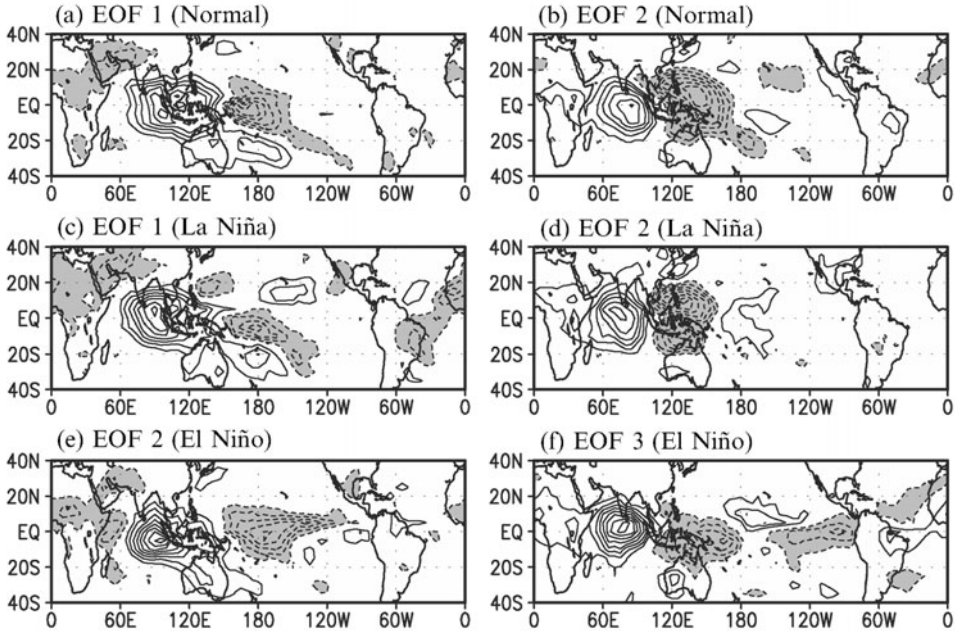 (a) EOF 1 (Normal)
(b) EOF 2 (Normal)
40N
20N
EQ
20S
40S
0 60E 120E 180 120W 60W 0
40N
20N
EQ
20S
40S
0 60E 120E 180 120W 60W 0
(c) EOF 1 (La Niña)
(d) EOF 2 (La Niña)
40N
20N
EQ
20S
40S
0 60E 120E 180 120W 60W 0
40N
20N
EQ
20S
40S
0 60E 120E 180 120W 60W 0
(e) EOF 2 (El Niño)
(f) EOF 3 (El Niño)
40N
20N
EQ
20S
40S
0 60E 120E 180 120W 60W 0
40N
20N
EQ
20S
40S
0 60E 120E 180 120W 60W 0